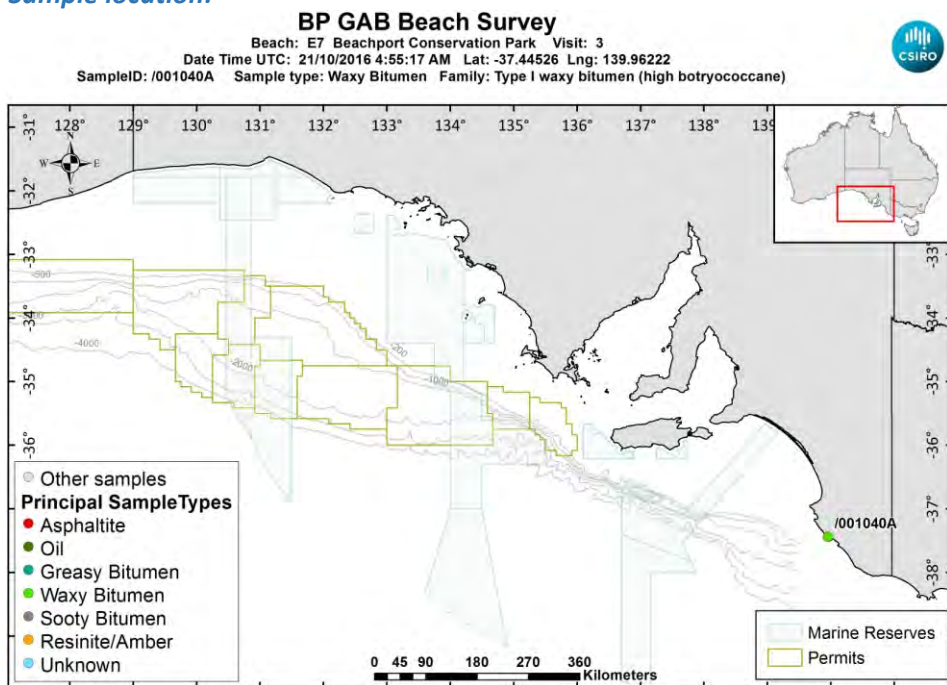 Sample location:
BP GAB Beach Survey
Beach: E7 Beachport Conservation Park Visit: 3
Date Time UTC: 21/10/2016 4:55:17 AM Lat: -37.44526 Lng: 139.96222
SampleID: /001040A Sample type: Waxy Bitumen Family: Type I waxy bitumen (high botryococcane)
CSIRO
128° 129° 130° 131° 132° 133° 134° 135° 136° 137° 138° 139
-31°
-32°
-33°
-34°
-35°
-36°
-37°
-38°
-31°
-32°
-33°
-34°
-35°
-36°
-37°
-38°
N
W E
S
-500
-4000
-2000
-200
-1000
/001040A
Other samples
Principal SampleTypes
Asphaltite
Oil
Greasy Bitumen
Waxy Bitumen
Sooty Bitumen
Resinite/Amber
Unknown
0 45 90 180 270 360
Kilometers
Marine Reserves
Permits